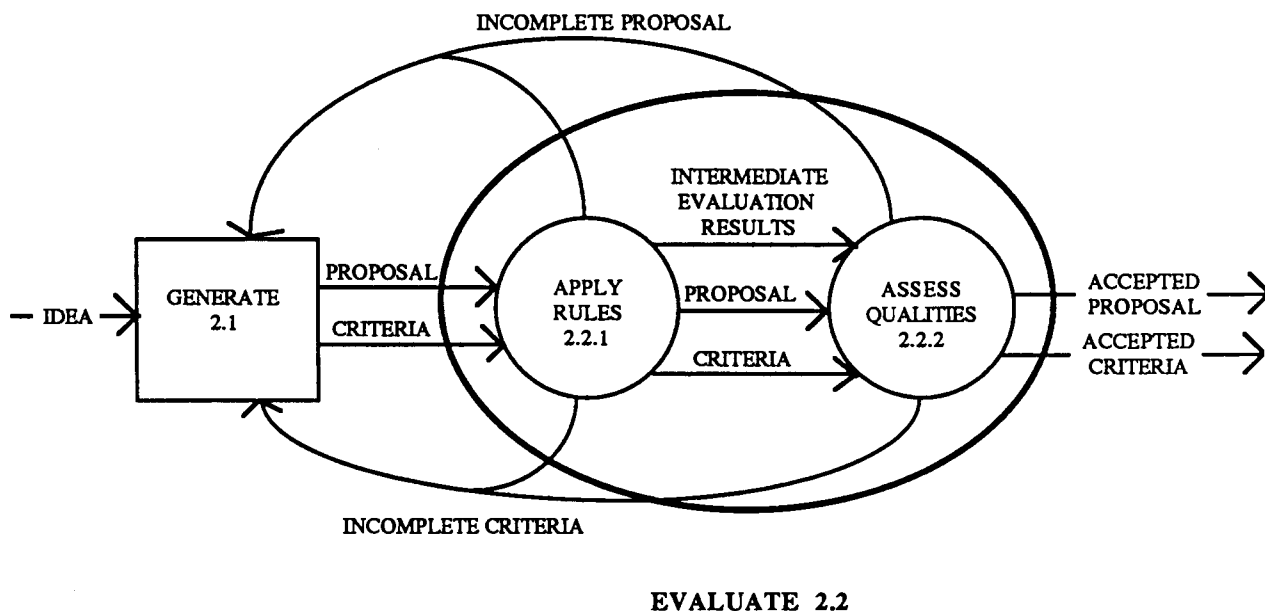 INCOMPLETE PROPOSAL
INTERMEDIATE
EVALUATION
RESULTS
GENERATE
2.1
IDEA
PROPOSAL
CRITERIA
APPLY
RULES
2.2.1
PROPOSAL
CRITERIA
ASSESS
QUALITIES
2.2.2
ACCEPTED
PROPOSAL
ACCEPTED
CRITERIA
INCOMPLETE CRITERIA
EVALUATE 2.2